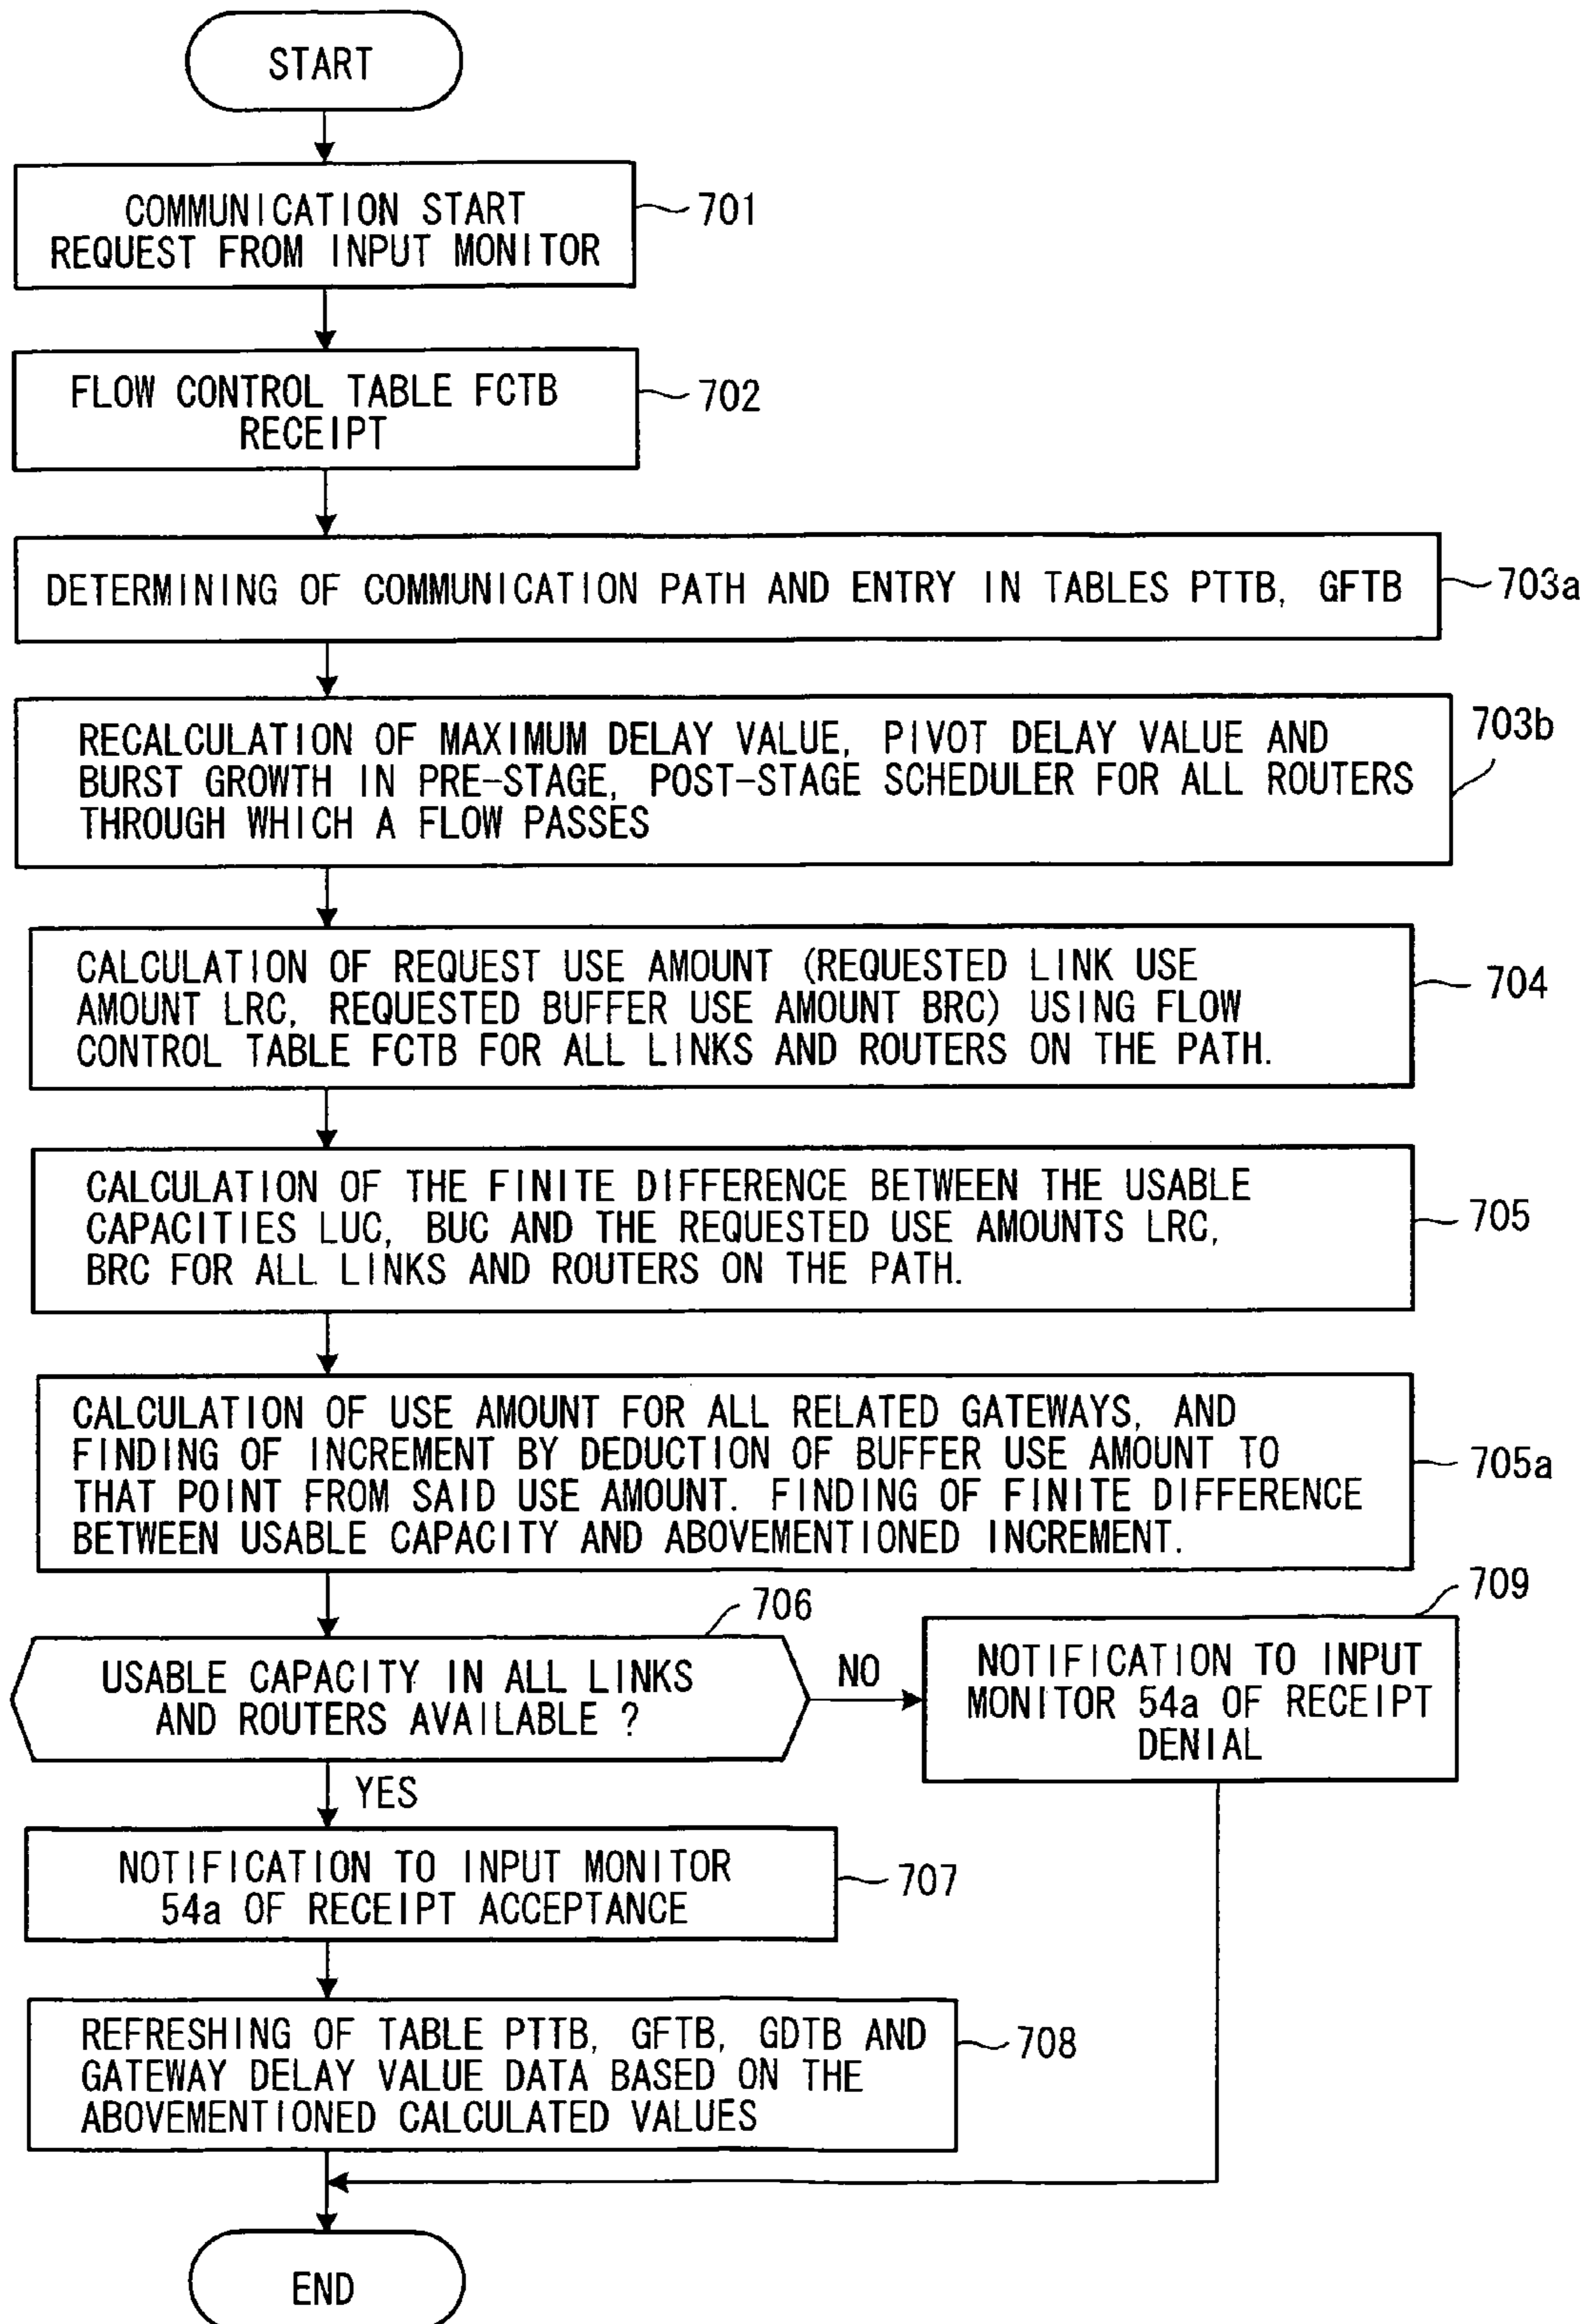 START
COMMUNICATION START
REQUEST FROM INPUT MONITOR
701
FLOW CONTROL TABLE FCTB
RECEIPT
702
DETERMINING OF COMMUNICATION PATH AND ENTRY IN TABLES PTTB, GFTB
703a
RECALCULATION OF MAXIMUM DELAY VALUE, PIVOT DELAY VALUE AND
BURST GROWTH IN PRE-STAGE, POST-STAGE SCHEDULER FOR ALL ROUTERS
THROUGH WHICH A FLOW PASSES
703b
CALCULATION OF REQUEST USE AMOUNT (REQUESTED LINK USE
AMOUNT LRC, REQUESTED BUFFER USE AMOUNT BRC) USING FLOW
CONTROL TABLE FCTB FOR ALL LINKS AND ROUTERS ON THE PATH.
704
CALCULATION OF THE FINITE DIFFERENCE BETWEEN THE USABLE
CAPACITIES LUC, BUC AND THE REQUESTED USE AMOUNTS LRC,
BRC FOR ALL LINKS AND ROUTERS ON THE PATH.
705
CALCULATION OF USE AMOUNT FOR ALL RELATED GATEWAYS, AND
FINDING OF INCREMENT BY DEDUCTION OF BUFFER USE AMOUNT TO
THAT POINT FROM SAID USE AMOUNT. FINDING OF FINITE DIFFERENCE
BETWEEN USABLE CAPACITY AND ABOVEMENTIONED INCREMENT.
705a
706
USABLE CAPACITY IN ALL LINKS
AND ROUTERS AVAILABLE ?
NO
709
NOTIFICATION TO INPUT
MONITOR 54a OF RECEIPT
DENIAL
YES
NOTIFICATION TO INPUT MONITOR
54a OF RECEIPT ACCEPTANCE
707
REFRESHING OF TABLE PTTB, GFTB, GDTB AND
GATEWAY DELAY VALUE DATA BASED ON THE
ABOVEMENTIONED CALCULATED VALUES
708
END